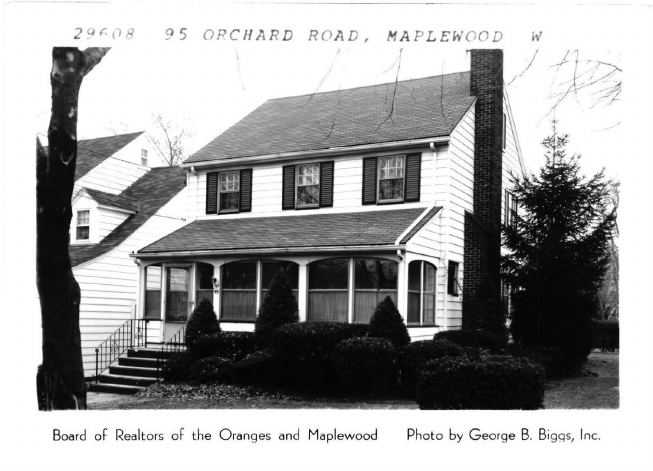 29608 95 ORCHARD ROAD, MAPLEWOOD W
Board of Realtors of the Oranges and Maplewood Photo by George B. Biggs, Inc.